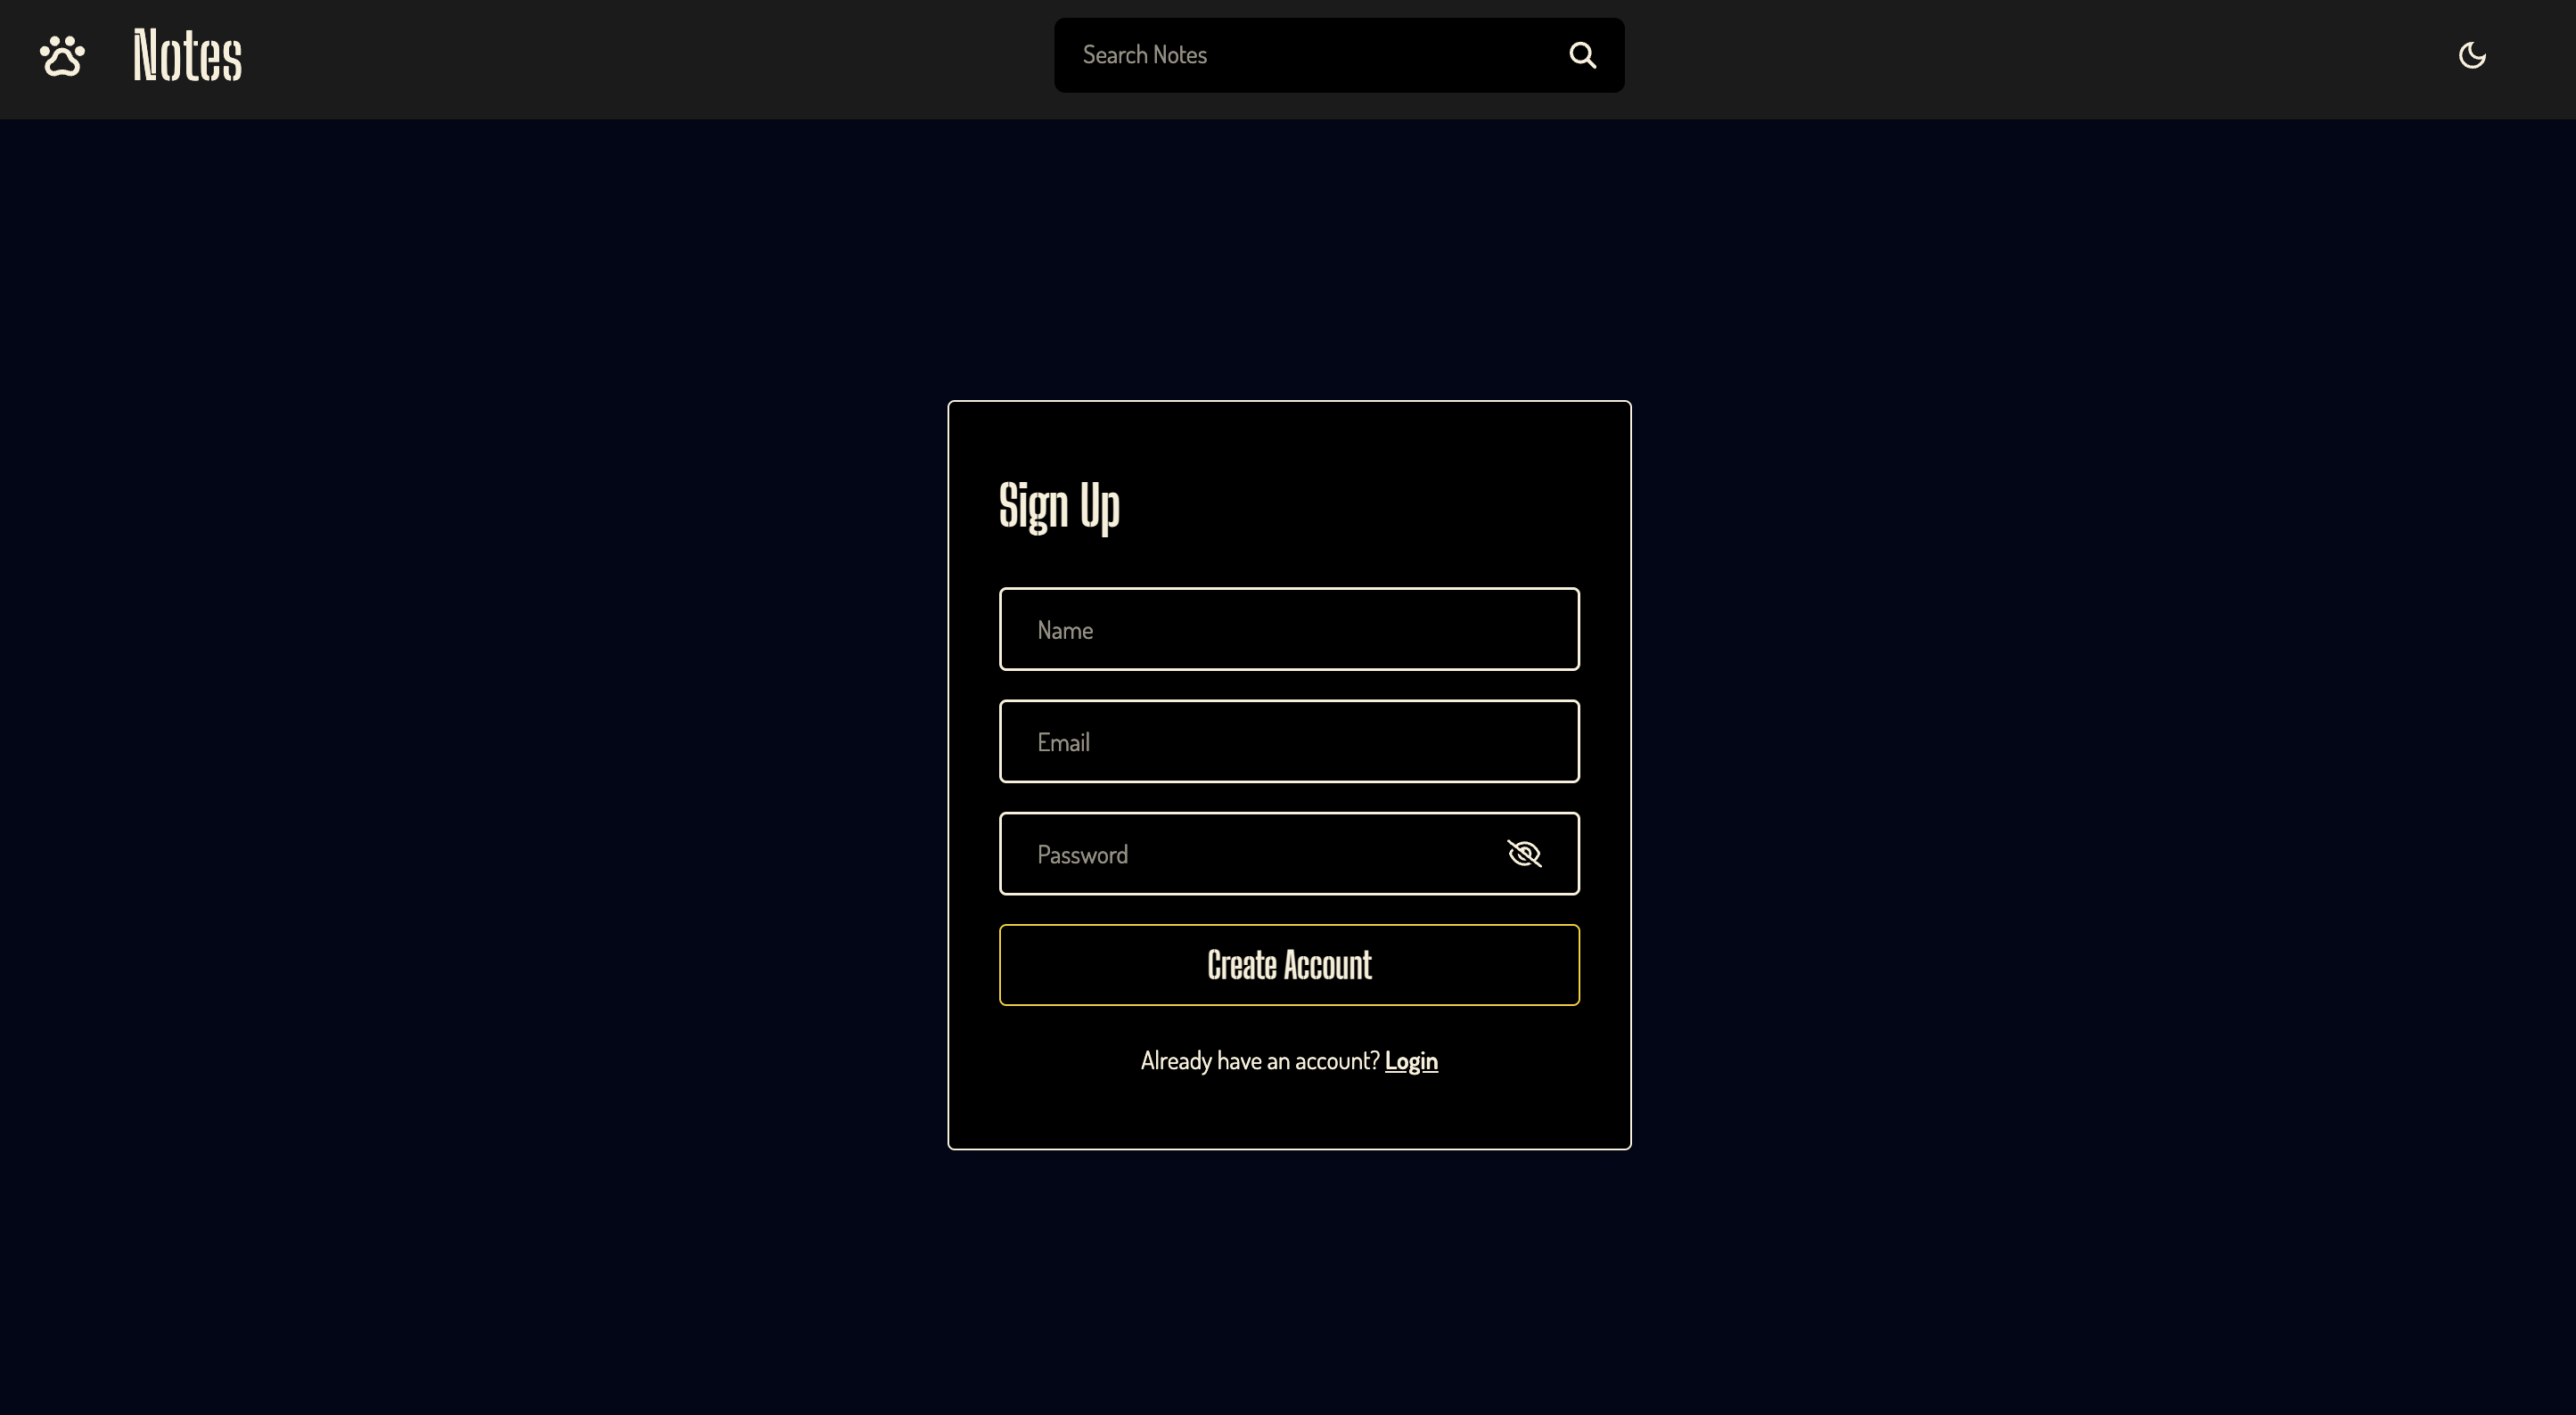 Notes
Search Notes
Sign Up
Name
Email
Password
Create Account
Already have an account? Login